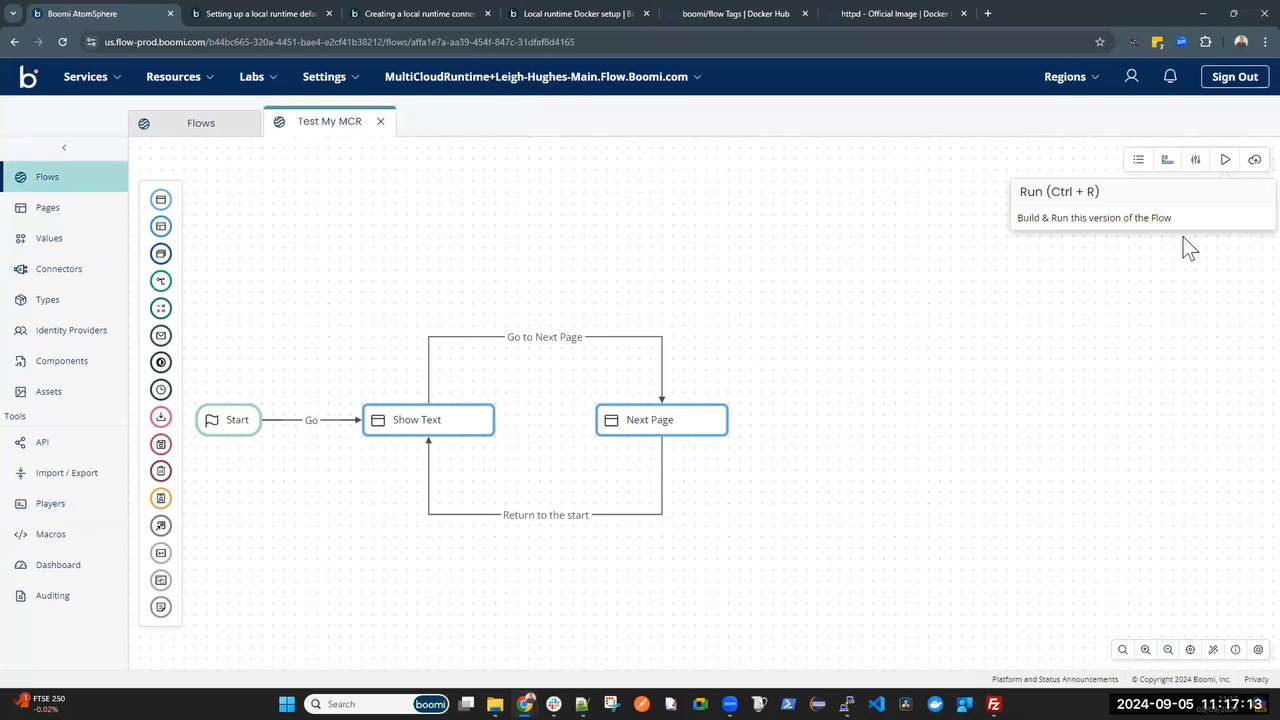 Boomi AtomSphere
Setting up a local runtime defa
Creating a local runtime conne
Local runtime Docker setup | B
boomi/flow Tags | Docker Hub
httpd - Official Image | Docker
us.flow-prod.boomi.com/b44bc665-320a-4451-bae4-e2cf41b38212/flows/affa1e7a-aa39-454f-847c-31dfaf8d4165
b
Services
Resources
Labs
Settings
MultiCloudRuntime+Leigh-Hughes-Main.Flow.Boomi.com
Regions
Sign Out
Flows
Test My MCR
Flows
Pages
Values
Connectors
Types
Identity Providers
Components
Assets
Tools
API
Import / Export
Players
Macros
Dashboard
Auditing
Run (Ctrl + R)
Build & Run this version of the Flow
Go to Next Page
Start
Go
Show Text
Next Page
Return to the start
Platform and Status Announcements
© Copyright 2024 Boomi, Inc.
Privacy
FTSE 250
-0.02%
Search
boomi
2024-09-05 11:17:13